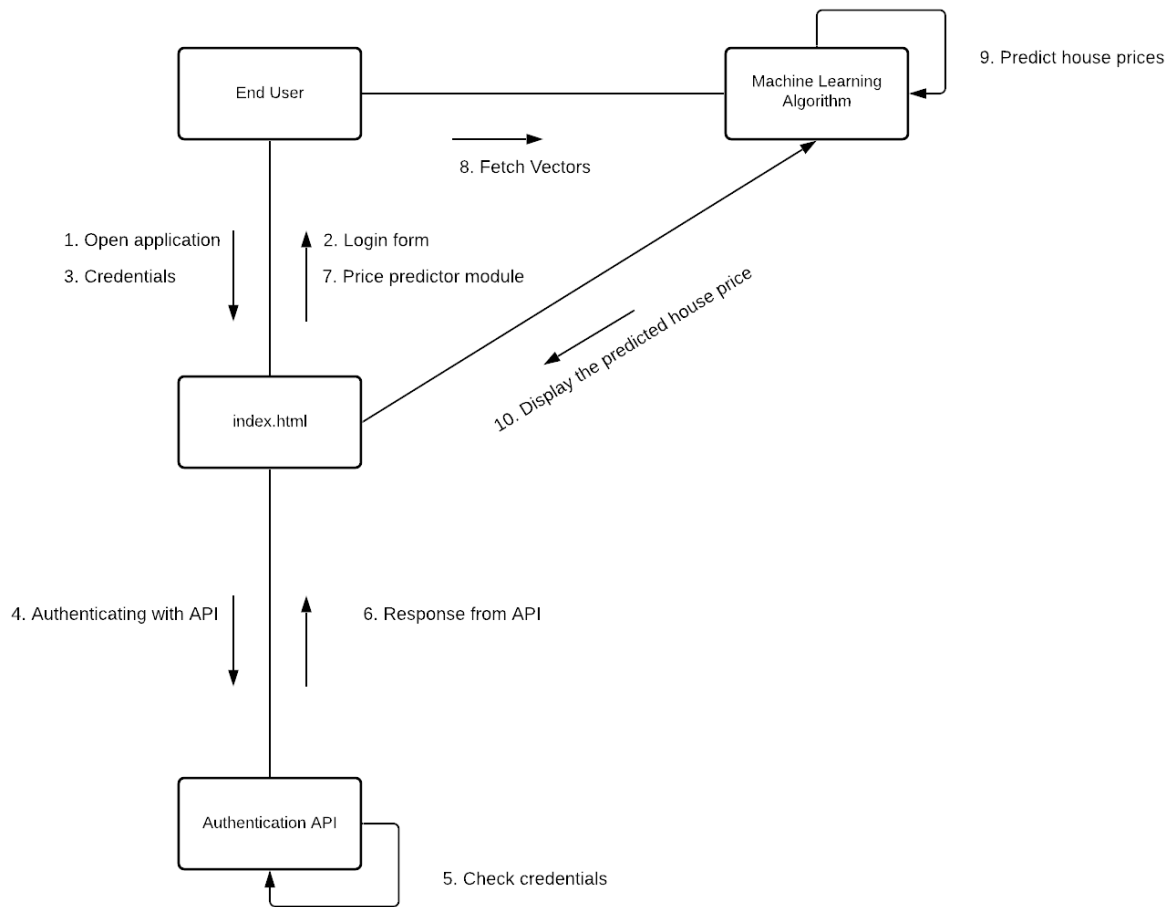 End User
Machine Learning
Algorithm
9. Predict house prices
8. Fetch Vectors
1. Open application
2. Login form
3. Credentials
7. Price predictor module
10. Display the predicted house price
index.html
4. Authenticating with API
6. Response from API
Authentication API
5. Check credentials